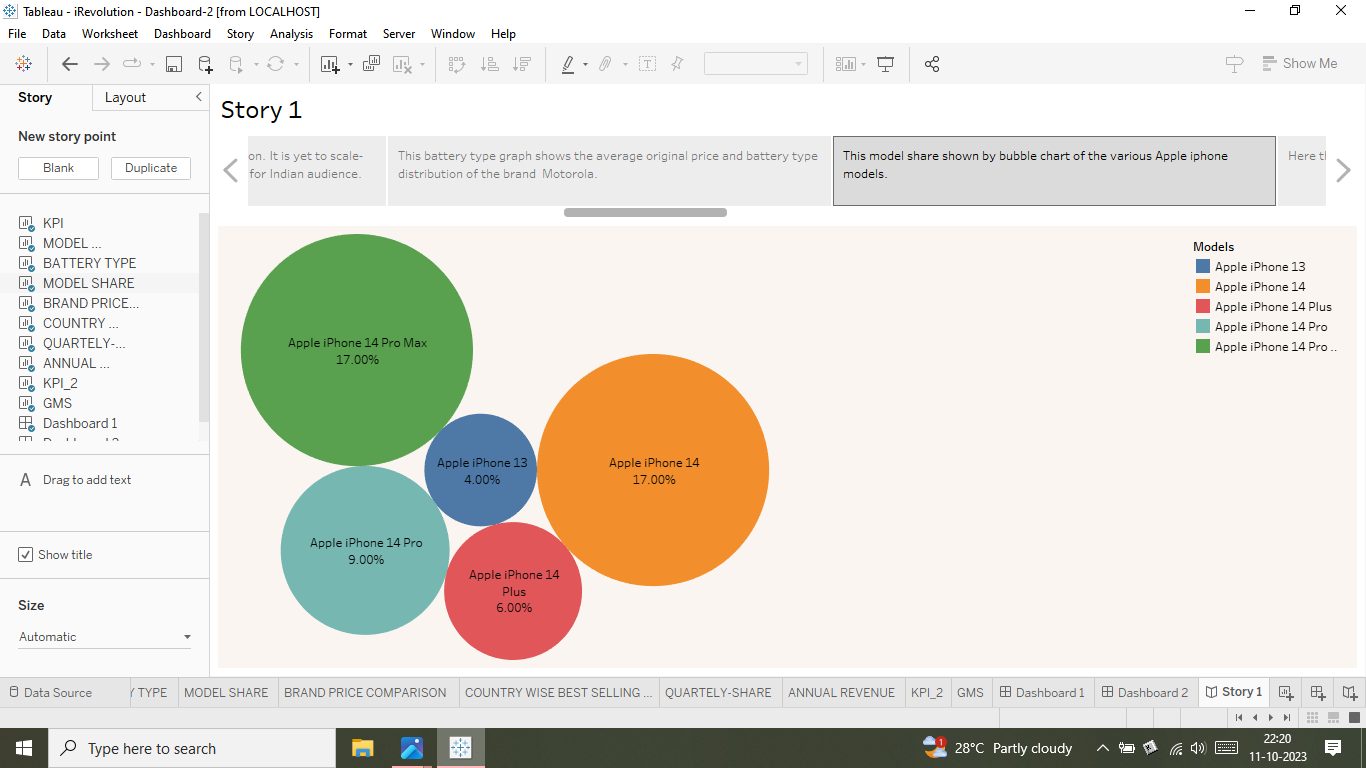 Tableau - iRevolution - Dashboard-2 [from LOCALHOST]
File Data Worksheet Dashboard Story Analysis Format Server Window Help
Show Me
Story Layout
New story point
Blank Duplicate
KPI
MODEL ...
BATTERY TYPE
MODEL SHARE
BRAND PRICE...
COUNTRY ...
QUARTELY-...
ANNUAL ...
KPI_2
GMS
Dashboard 1
A Drag to add text
Show title
Size
Automatic
Story 1
on. It is yet to scale-
for Indian audience.
This battery type graph shows the average original price and battery type
distribution of the brand Motorola.
This model share shown by bubble chart of the various Apple iphone
models.
Here
Apple iPhone 14 Pro Max
17.00%
Apple iPhone 13
4.00%
Apple iPhone 14
17.00%
Apple iPhone 14 Pro
9.00%
Apple iPhone 14
Plus
6.00%
Models
Apple iPhone 13
Apple iPhone 14
Apple iPhone 14 Plus
Apple iPhone 14 Pro
Apple iPhone 14 Pro ..
Data Source Y TYPE MODEL SHARE BRAND PRICE COMPARISON COUNTRY WISE BEST SELLING ... QUARTELY-SHARE ANNUAL REVENUE KPI_2 GMS Dashboard 1 Dashboard 2 Story 1
Type here to search
1 28°C Partly cloudy
22:20
11-10-2023